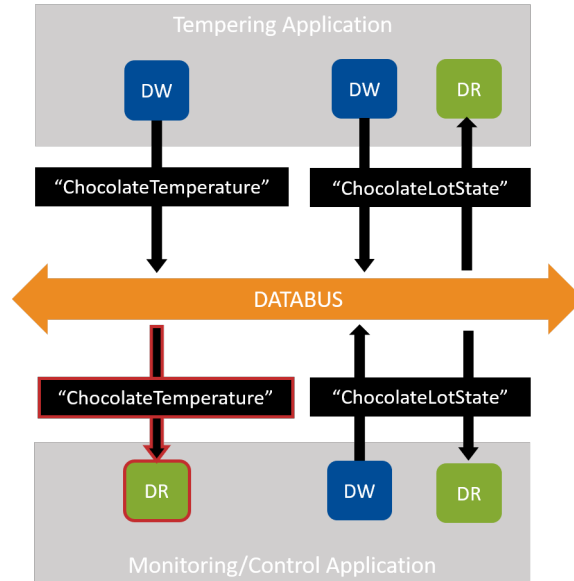 Tempering Application
DW DW DR
“ChocolateTemperature” “ChocolateLotState”
DATABUS
“ChocolateTemperature” “ChocolateLotState”
DR DW DR
Monitoring/Control Application